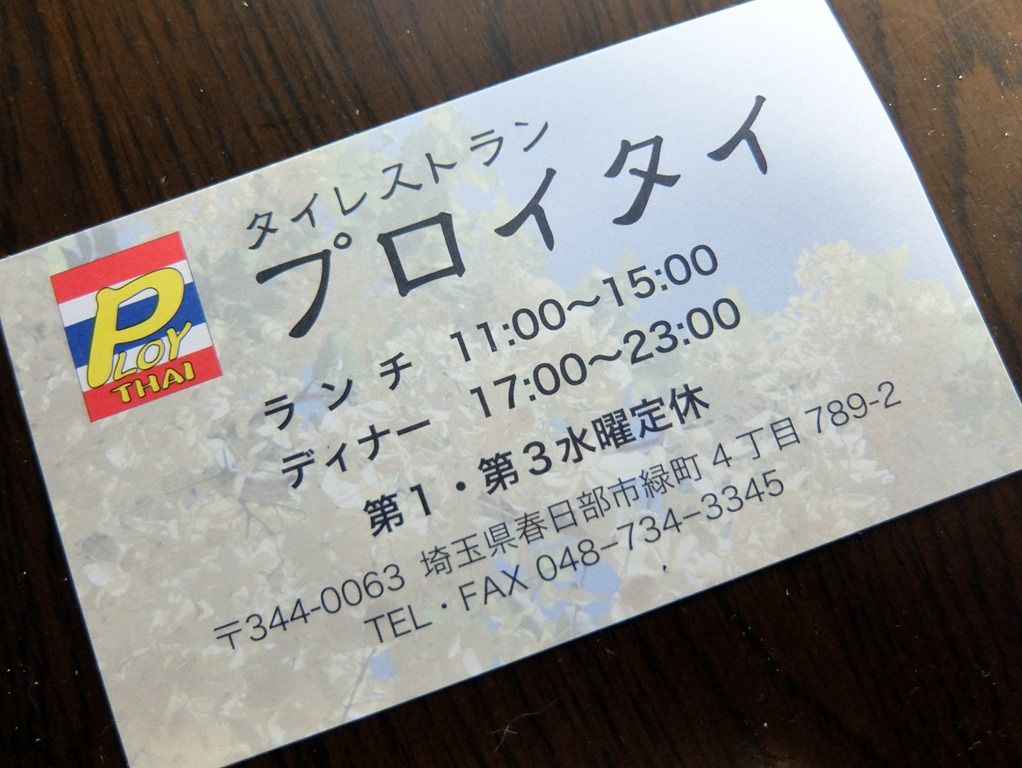 タイレストラン
プロイタイ
PLOY
THAI
ランチ 11:00～15:00
ディナー 17:00～23:00
第1・第3水曜定休
〒344-0063 埼玉県春日部市緑町4丁目789-2
TEL・FAX 048-734-3345